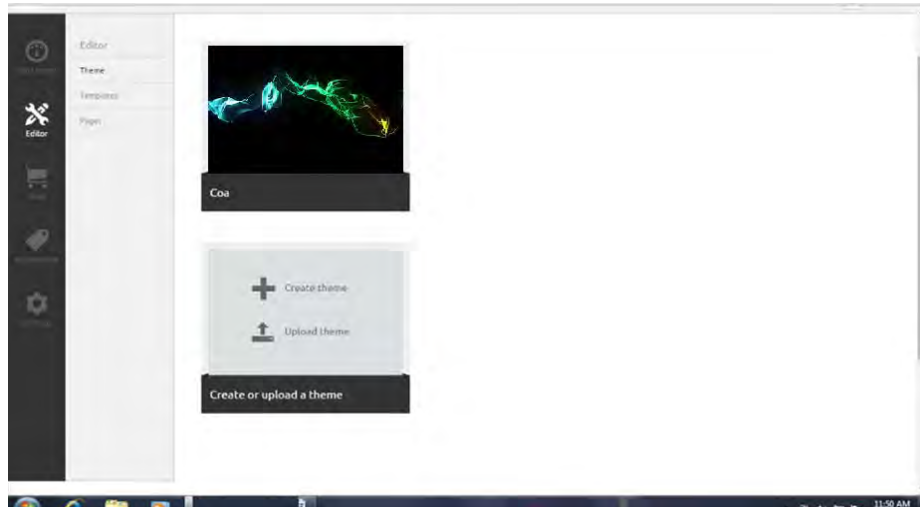 Editor
Theme
Templates
Pages
Editor
Coa
Create theme
Upload theme
Create or upload a theme
11:50 AM